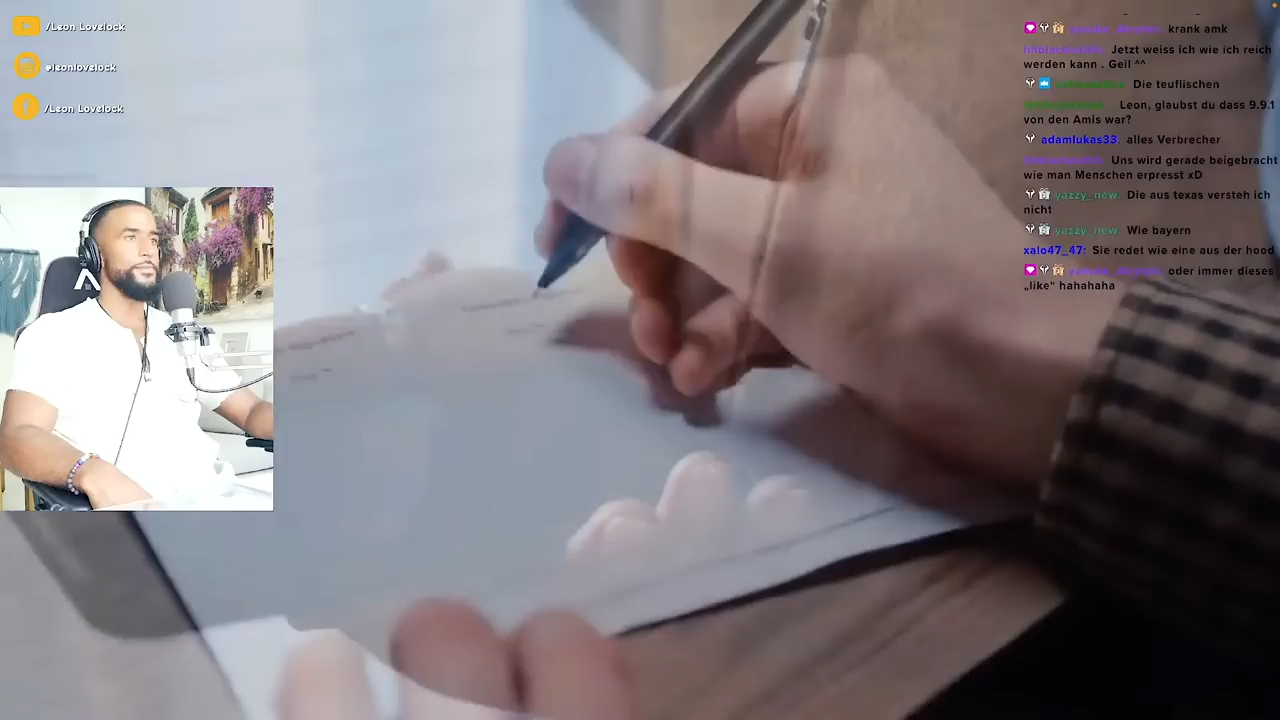 /Leon Lovelock
@leonlovelock
/Leon Lovelock
krank amk
Jetzt weiss ich wie ich reich
werden kann . Geil ^^
Die teuflischen
Leon, glaubst du dass 9.9.1
von den Amis war?
adamlukas33: alles Verbrecher
Uns wird gerade beigebracht
wie man Menschen erpresst xD
yazzy_new: Die aus texas versteh ich
nicht
yazzy_new: Wie bayern
xalo47_47: Sie redet wie eine aus der hood
oder immer dieses
„like" hahahaha